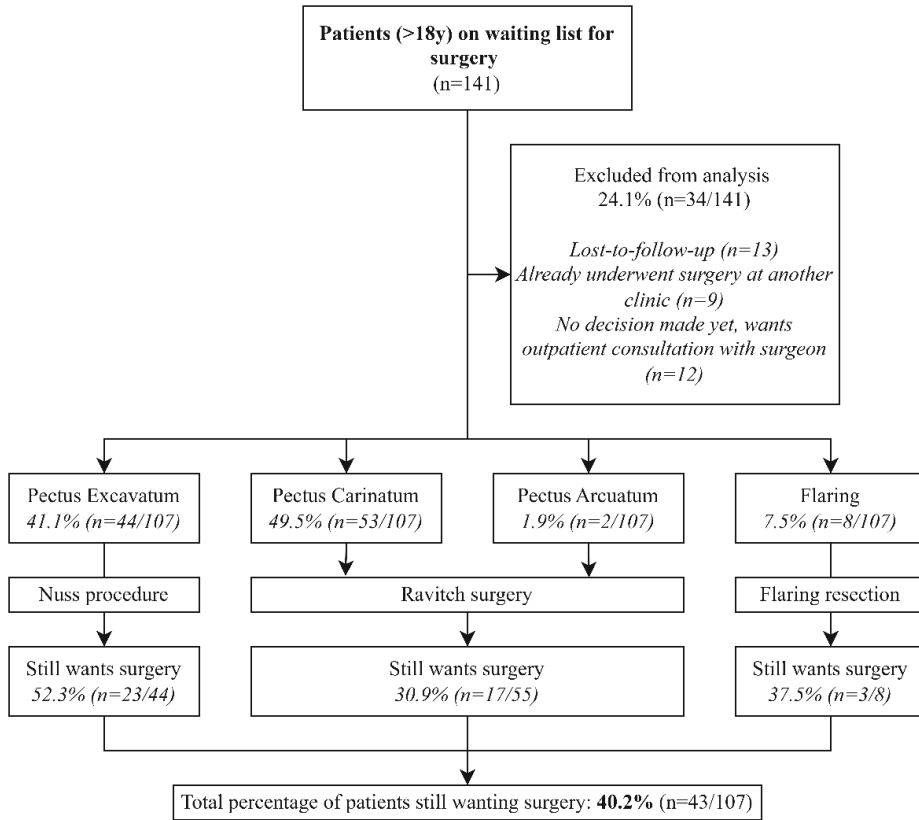 Patients (>18y) on waiting list for
surgery
(n=141)
Excluded from analysis
24.1% (n=34/141)
Lost-to-follow-up (n=13)
Already underwent surgery at another
clinic (n=9)
No decision made yet, wants
outpatient consultation with surgeon
(n=12)
Pectus Excavatum
41.1% (n=44/107)
Pectus Carinatum
49.5% (n=53/107)
Pectus Arcuatum
1.9% (n=2/107)
Flaring
7.5% (n=8/107)
Nuss procedure
Ravitch surgery
Flaring resection
Still wants surgery
52.3% (n=23/44)
Still wants surgery
30.9% (n=17/55)
Still wants surgery
37.5% (n=3/8)
Total percentage of patients still wanting surgery: 40.2% (n=43/107)